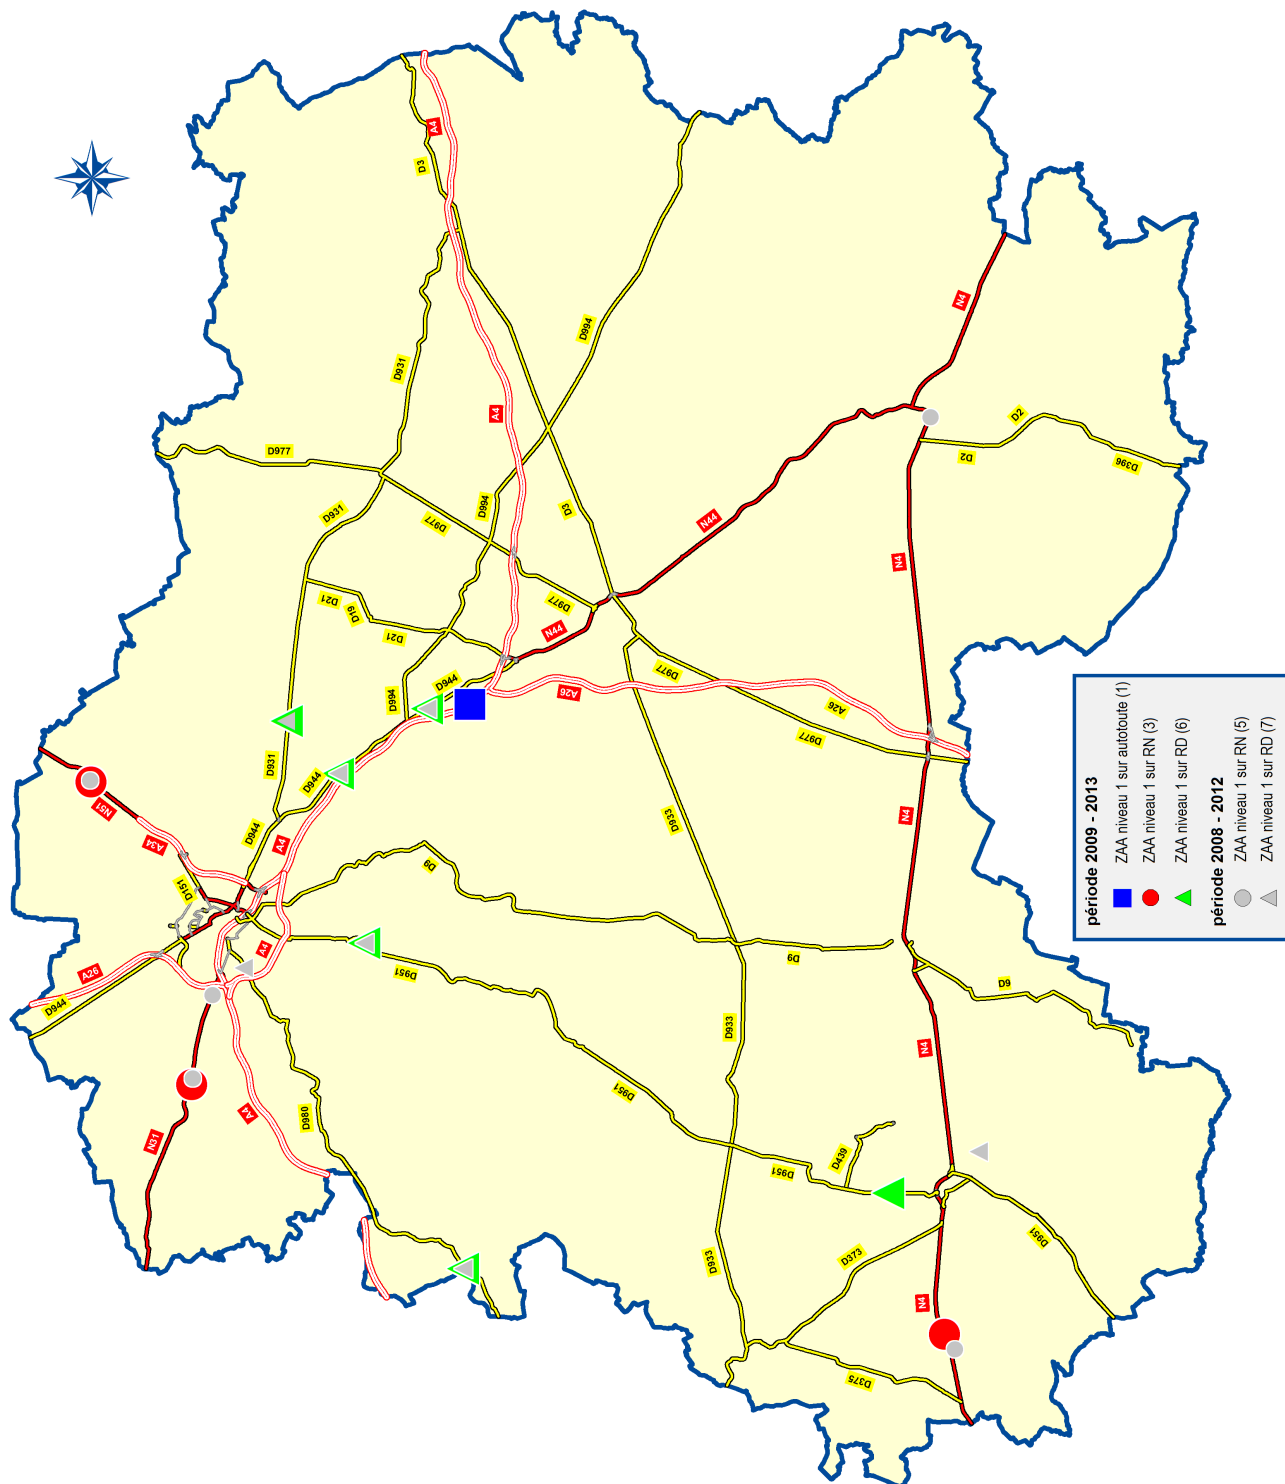 A4
D3
D931
D994
A4
N4
D977
D2
D2
D396
D931
D977
D994
D3
N44
N4
D21
D19
D21
D977
N44
D944
D994
A26
D977
A26
D977
D931
D944
N51
A34
D944
A4
D151
D933
N4
D9
A4
A26
D944
D951
D9
D9
D933
N4
A4
D980
N31
D951
D951
D439
D933
D373
D951
N4
D375
période 2009 - 2013
ZAA niveau 1 sur autotoute (1)
ZAA niveau 1 sur RN (3)
ZAA niveau 1 sur RD (6)
période 2008 - 2012
ZAA niveau 1 sur RN (5)
ZAA niveau 1 sur RD (7)